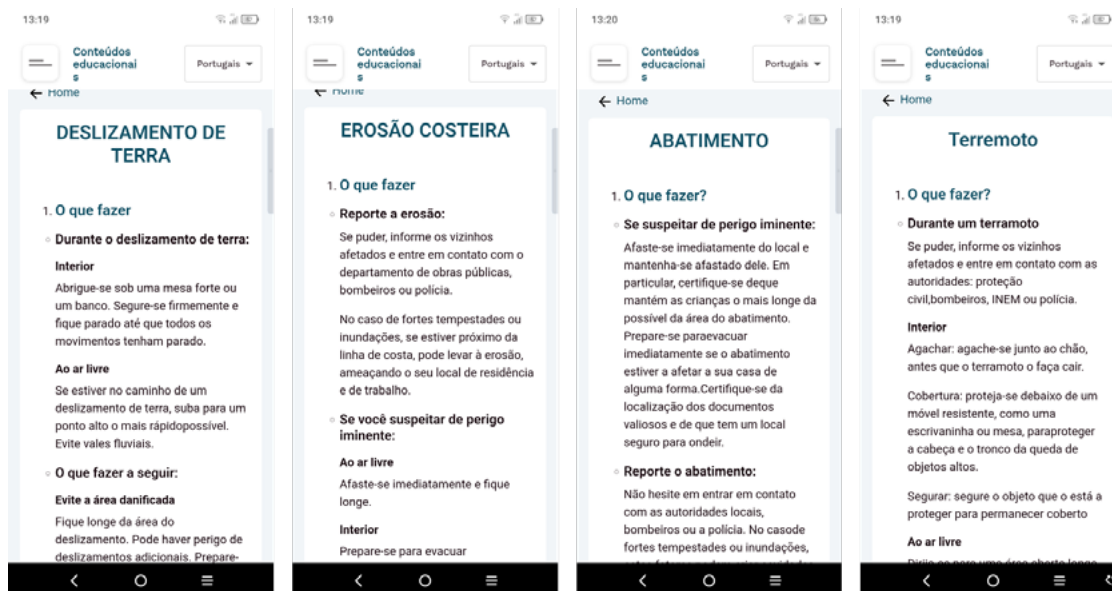 13:19
Conteúdos
educacionai
s
Portugais
Home
DESLIZAMENTO DE
TERRA
1. O que fazer
Durante o deslizamento de terra:
Interior
Abrigue-se sob uma mesa forte ou
um banco. Segure-se firmemente e
fique parado até que todos os
movimentos tenham parado.
Ao ar livre
Se estiver no caminho de um
deslizamento de terra, suba para um
ponto alto o mais rápidopossível.
Evite vales fluviais.
O que fazer a seguir:
Evite a área danificada
Fique longe da área do
deslizamento. Pode haver perigo de
deslizamentos adicionais. Prepare-
13:19
Conteúdos
educacionai
s
Portugais
Home
EROSÃO COSTEIRA
1. O que fazer
Reporte a erosão:
Se puder, informe os vizinhos
afetados e entre em contato com o
departamento de obras públicas,
bombeiros ou polícia.
No caso de fortes tempestades ou
inundações, se estiver próximo da
linha de costa, pode levar à erosão,
ameaçando o seu local de residência
e de trabalho.
Se você suspeitar de perigo
iminente:
Ao ar livre
Afaste-se imediatamente e fique
longe.
Interior
Prepare-se para evacuar
13:20
Conteúdos
educacionai
s
Portugais
Home
ABATIMENTO
1. O que fazer?
Se suspeitar de perigo iminente:
Afaste-se imediatamente do local e
mantenha-se afastado dele. Em
particular, certifique-se deque
mantém as crianças o mais longe da
possível da área do abatimento.
Prepare-se paraevacuar
imediatamente se o abatimento
estiver a afetar a sua casa de
alguma forma.Certifique-se da
localização dos documentos
valiosos e de que tem um local
seguro para ondeir.
Reporte o abatimento:
Não hesite em entrar em contato
com as autoridades locais,
bombeiros ou a polícia. No casode
fortes tempestades ou inundações,
13:19
Conteúdos
educacionai
s
Portugais
Home
Terremoto
1. O que fazer?
Durante um terramoto
Se puder, informe os vizinhos
afetados e entre em contato com as
autoridades: proteção
civil,bombeiros, INEM ou polícia.
Interior
Agachar: agache-se junto ao chão,
antes que o terramoto o faça cair.
Cobertura: proteja-se debaixo de um
móvel resistente, como uma
escrivaninha ou mesa, paraproteger
a cabeça e o tronco da queda de
objetos altos.
Segurar: segure o objeto que o está a
proteger para permanecer coberto
Ao ar livre